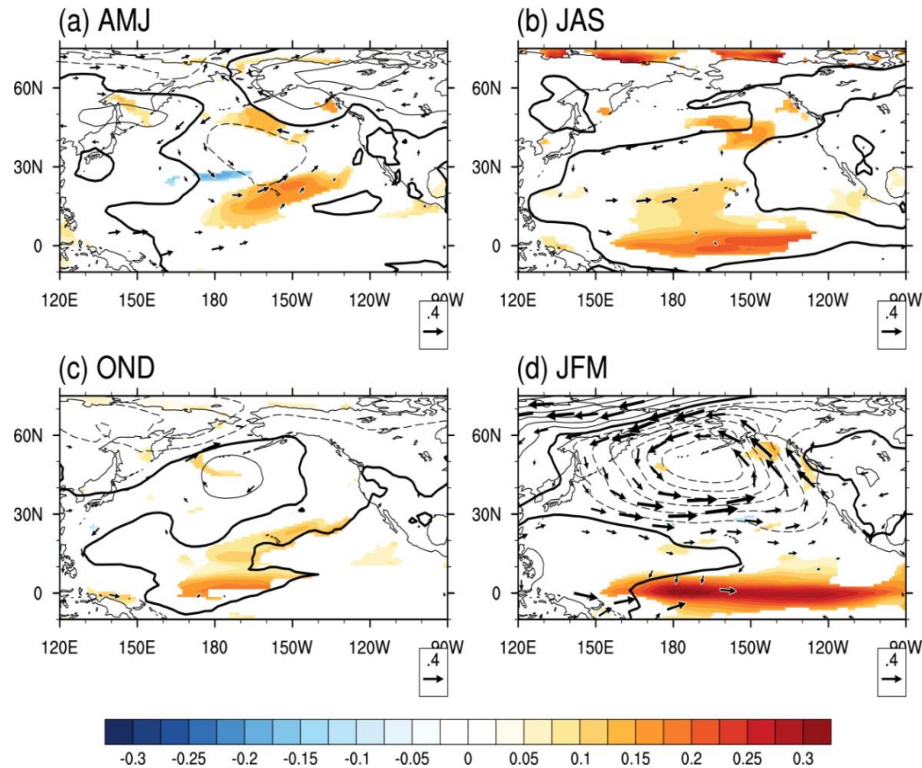 (a) AMJ
(b) JAS
60N
30N
0
60N
30N
0
120E 150E 180 150W 120W 90W
120E 150E 180 150W 120W 90W
.4
.4
(c) OND
(d) JFM
60N
30N
0
60N
30N
0
120E 150E 180 150W 120W 90W
120E 150E 180 150W 120W 90W
.4
.4
-0.3 -0.25 -0.2 -0.15 -0.1 -0.05 0 0.05 0.1 0.15 0.2 0.25 0.3